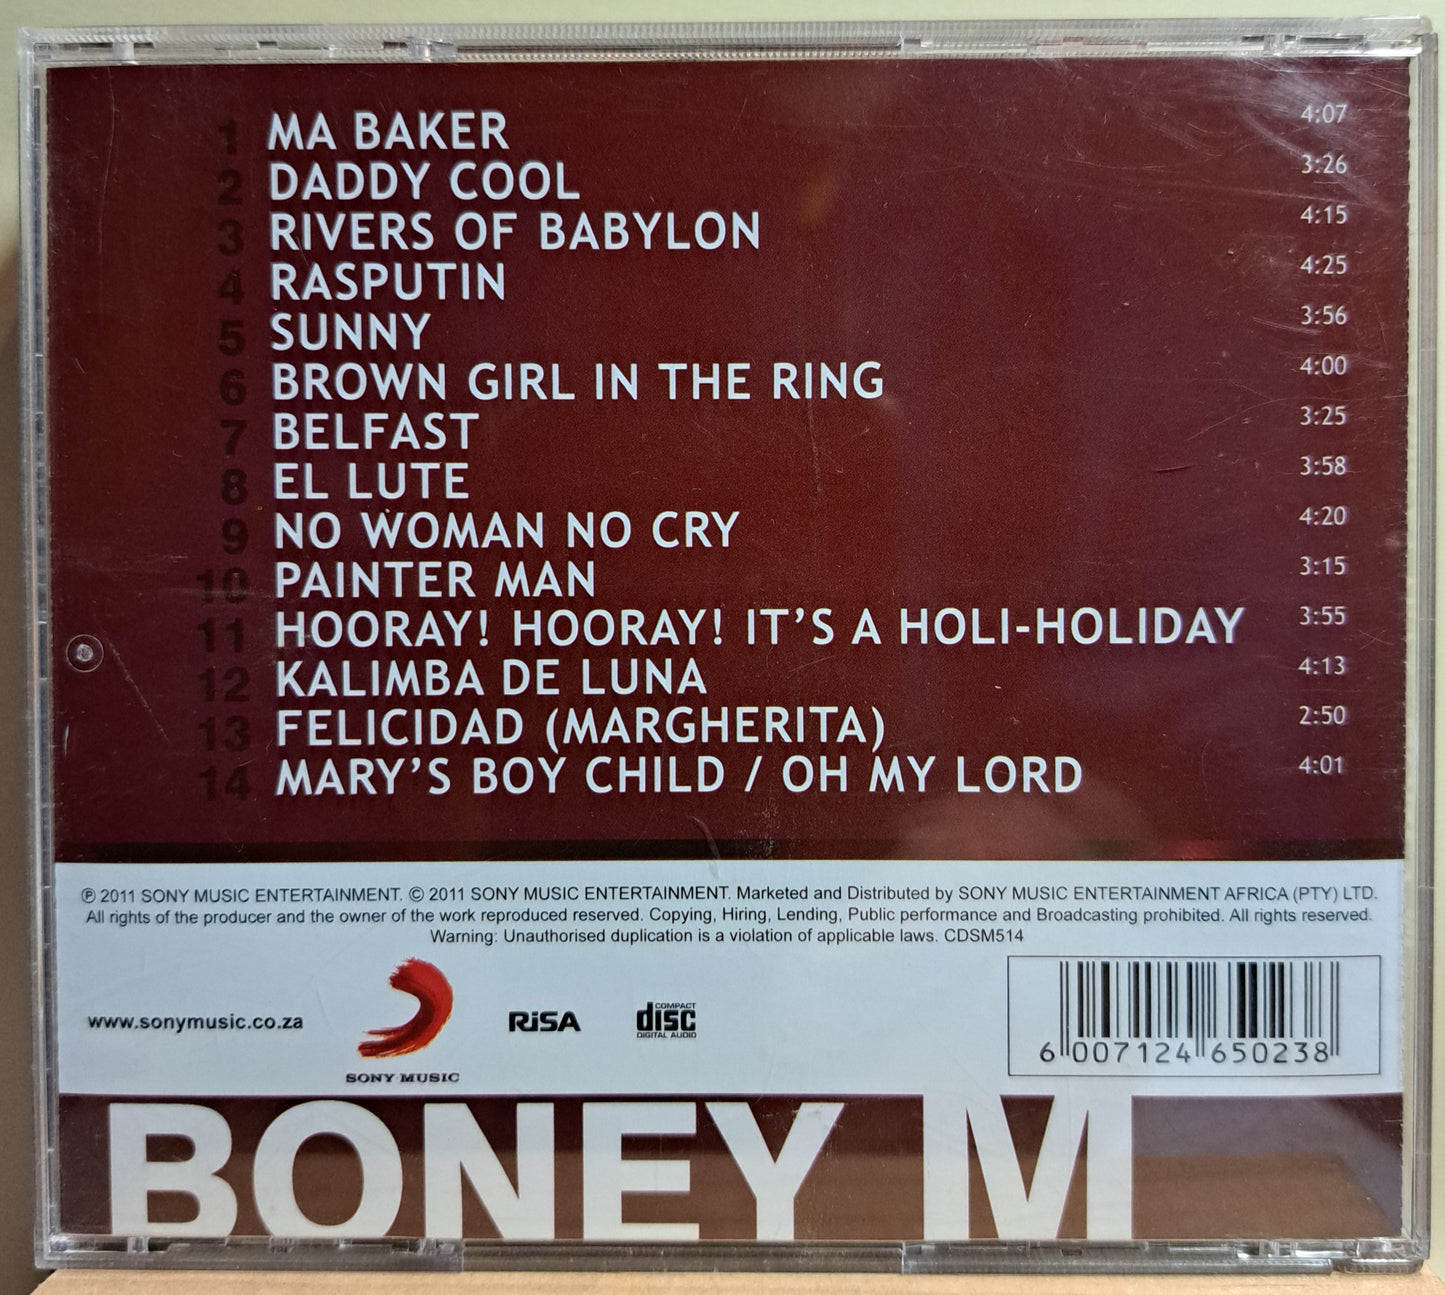 1 MA BAKER 4:07
2 DADDY COOL 3:26
3 RIVERS OF BABYLON 4:15
4 RASPUTIN 4:25
5 SUNNY 3:56
6 BROWN GIRL IN THE RING 4:00
7 BELFAST 3:25
8 EL LUTE 3:58
9 NO WOMAN NO CRY 4:20
10 PAINTER MAN 3:15
11 HOORAY! HOORAY! IT'S A HOLI-HOLIDAY 3:55
12 KALIMBA DE LUNA 4:13
13 FELICIDAD (MARGHERITA) 2:50
14 MARY'S BOY CHILD / OH MY LORD 4:01
℗ 2011 SONY MUSIC ENTERTAINMENT. © 2011 SONY MUSIC ENTERTAINMENT. Marketed and Distributed by SONY MUSIC ENTERTAINMENT AFRICA (PTY) LTD.
All rights of the producer and the owner of the work reproduced reserved. Copying, Hiring, Lending, Public performance and Broadcasting prohibited. All rights reserved.
Warning: Unauthorised duplication is a violation of applicable laws. CDSM514
www.sonymusic.co.za
SONY MUSIC
RiSA
COMPACT
disc
DIGITAL AUDIO
6 007124 650238
BONEY M